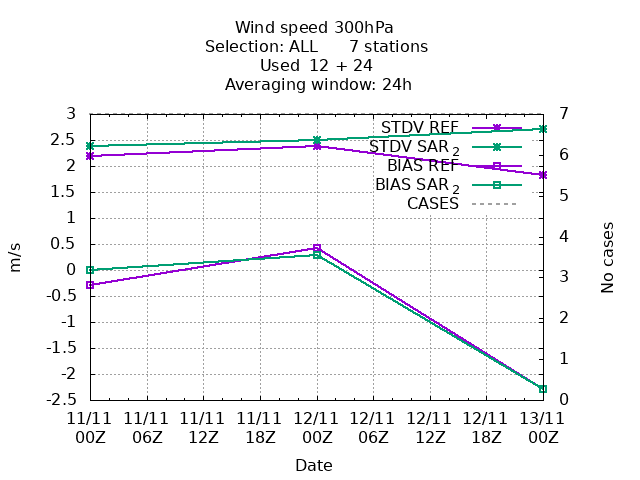 Wind speed 300hPa
Selection: ALL 7 stations
Used 12 + 24
Averaging window: 24h
3
2.5
2
1.5
1
0.5
0
-0.5
-1
-1.5
-2
-2.5
m/s
7
6
5
4
3
2
1
0
No cases
STDV REF
STDV SAR2
BIAS REF
BIAS SAR2
CASES
11/11 11/11 11/11 11/11 12/11 12/11 12/11 12/11 13/11
00Z 06Z 12Z 18Z 00Z 06Z 12Z 18Z 00Z
Date